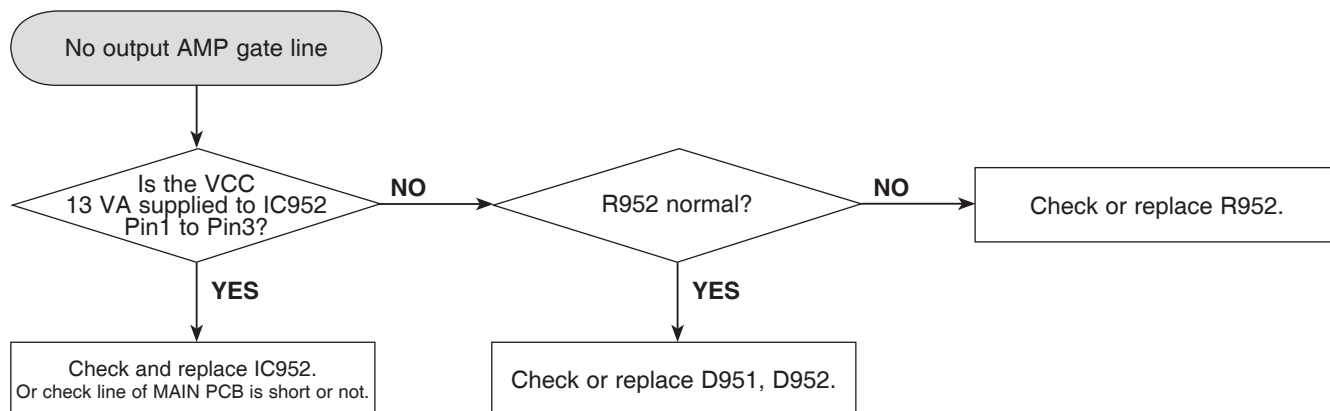 No output AMP gate line
Is the VCC
13 VA supplied to IC952
Pin1 to Pin3?
NO
R952 normal?
NO
Check or replace R952.
YES
YES
Check and replace IC952.
Or check line of MAIN PCB is short or not.
Check or replace D951, D952.